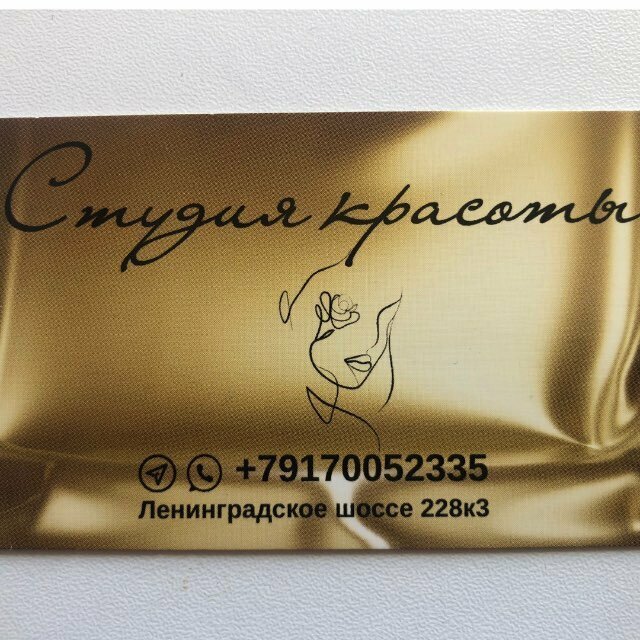 Студия красоты
+79170052335
Ленинградское шоссе 228к3